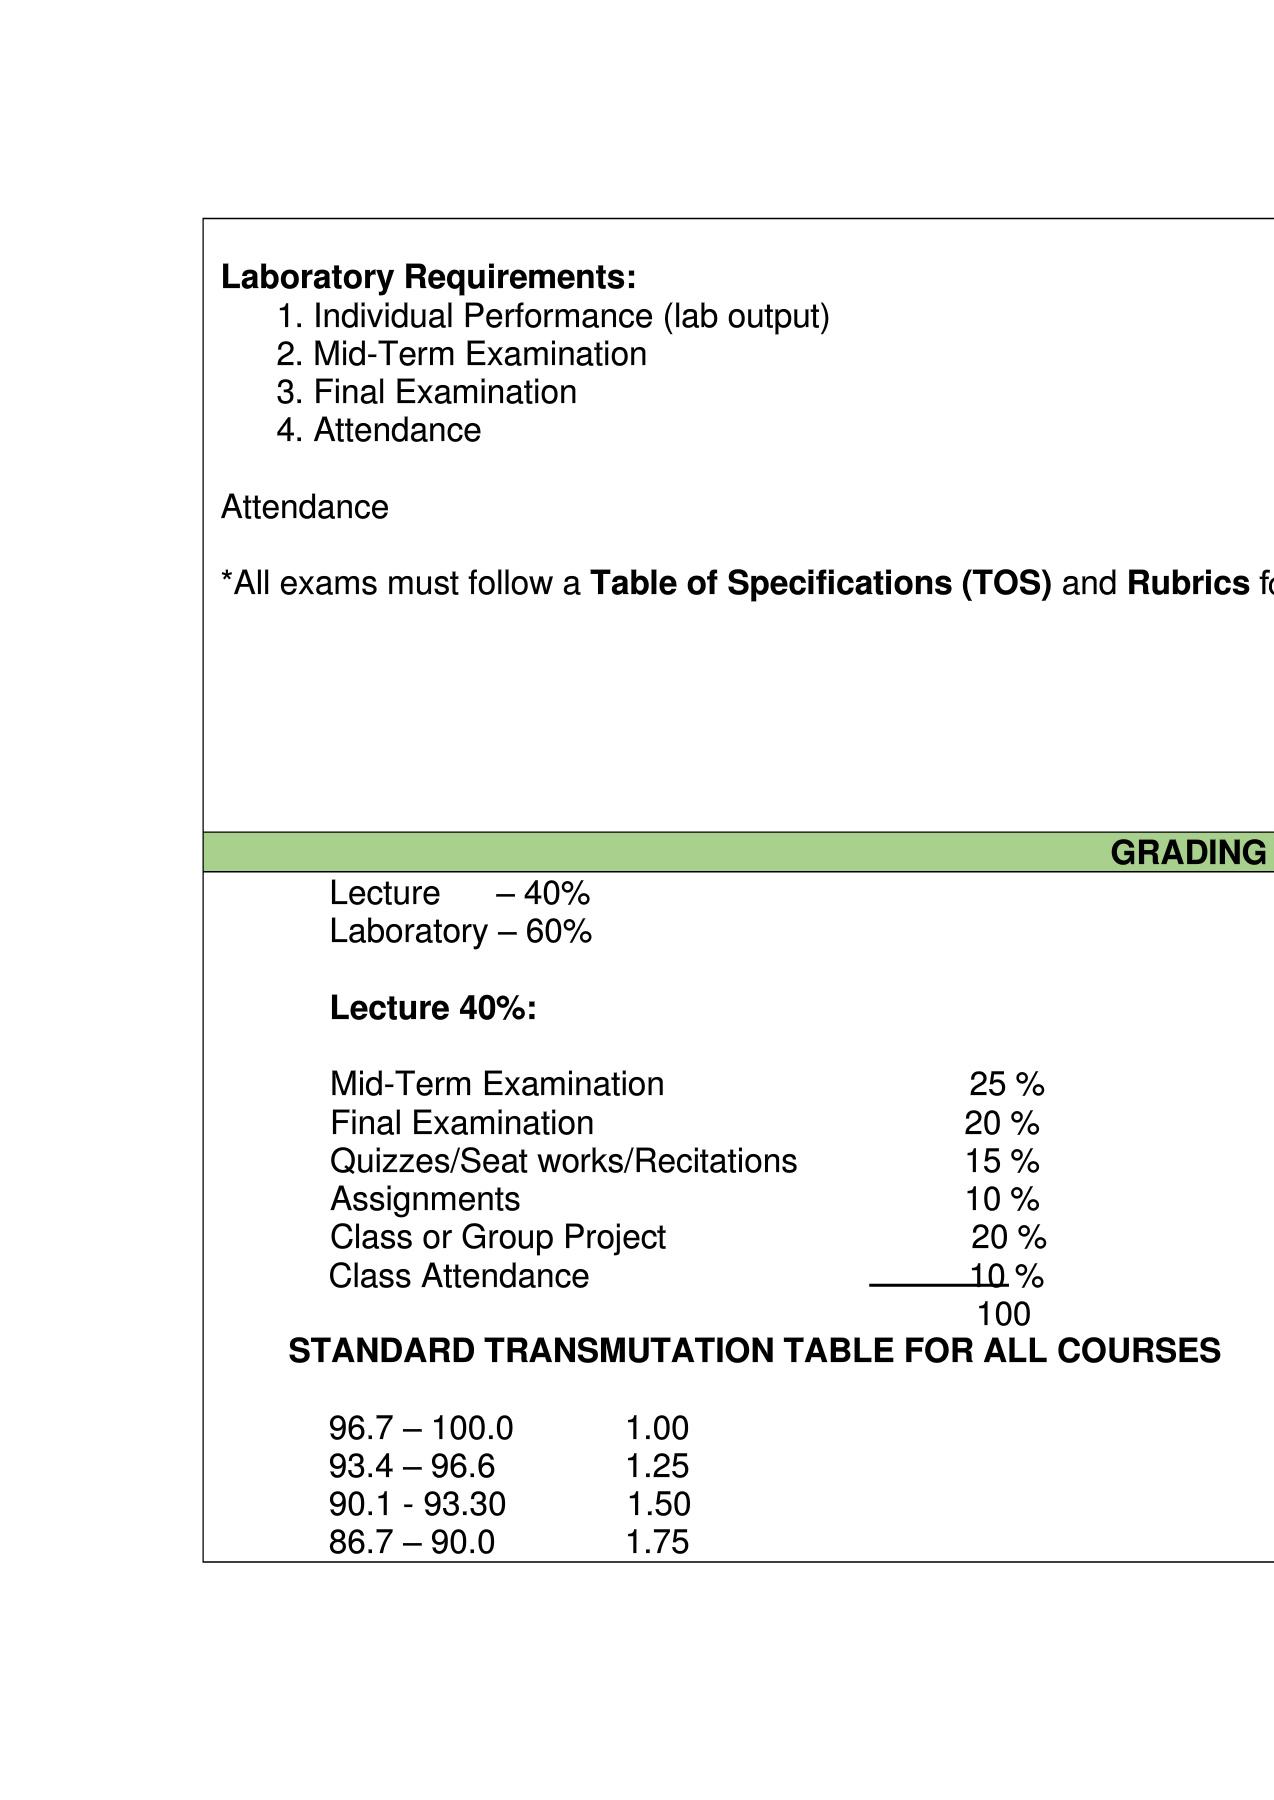 Laboratory Requirements:
1. Individual Performance (lab output)
2. Mid-Term Examination
3. Final Examination
4. Attendance
Attendance
*All exams must follow a Table of Specifications (TOS) and Rubrics
GRADING
Lecture – 40%
Laboratory – 60%
Lecture 40%:
Mid-Term Examination 25 %
Final Examination 20 %
Quizzes/Seat works/Recitations 15 %
Assignments 10 %
Class or Group Project 20 %
Class Attendance 10 %
100
STANDARD TRANSMUTATION TABLE FOR ALL COURSES
96.7 – 100.0 1.00
93.4 – 96.6 1.25
90.1 - 93.30 1.50
86.7 – 90.0 1.75